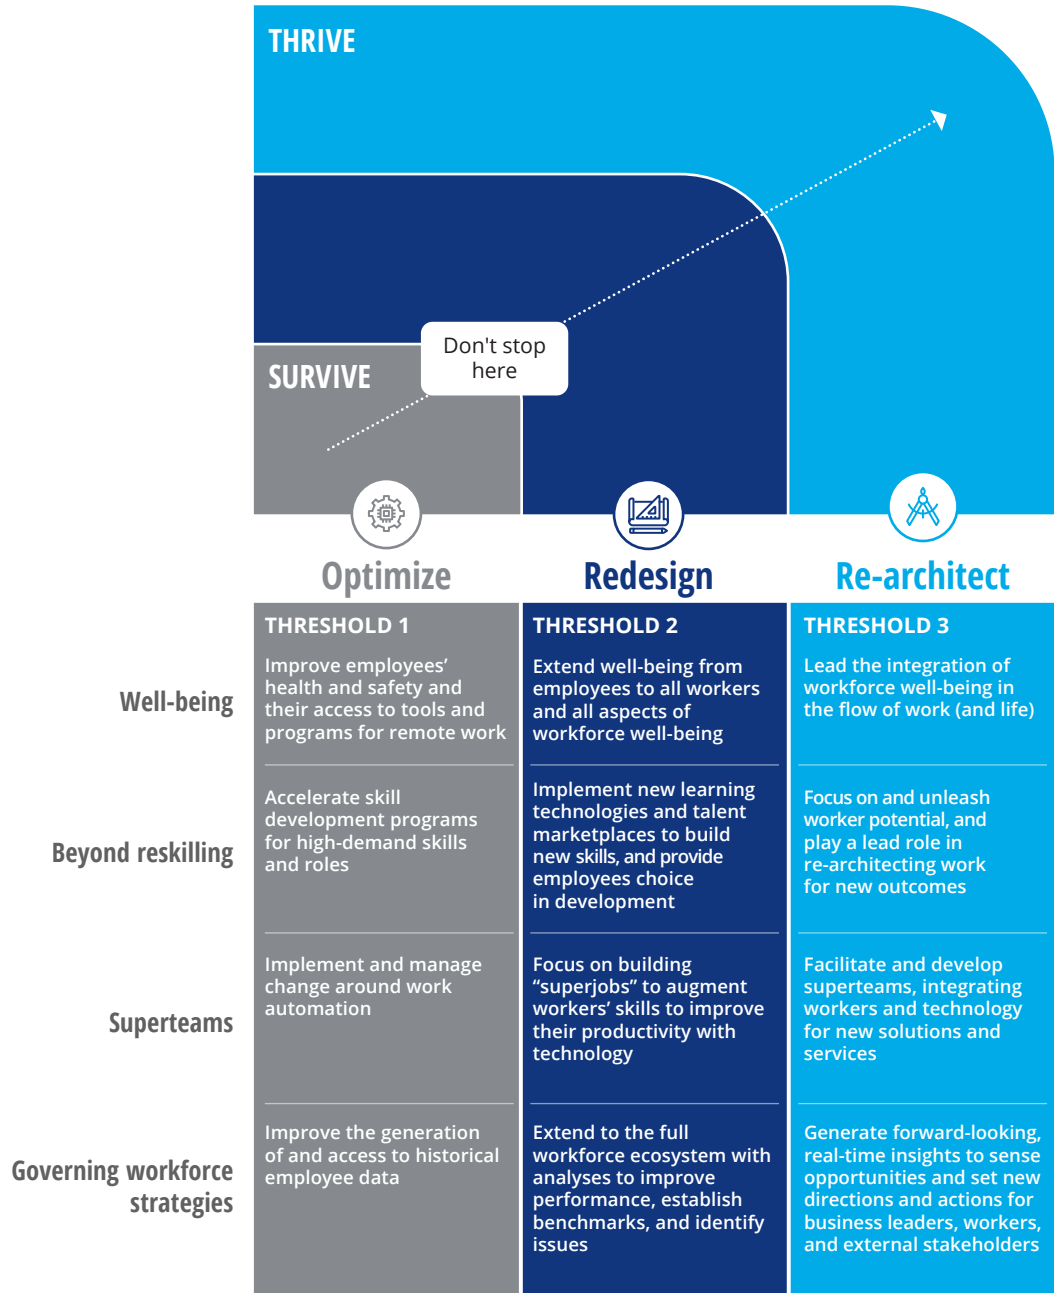 THRIVE
Don't stop
here
SURVIVE
Optimize
Redesign
Re-architect
THRESHOLD 1
THRESHOLD 2
THRESHOLD 3
Well-being
Improve employees’
health and safety and
their access to tools and
programs for remote work
Extend well-being from
employees to all workers
and all aspects of
workforce well-being
Lead the integration of
workforce well-being in
the flow of work (and life)
Beyond reskilling
Accelerate skill
development programs
for high-demand skills
and roles
Implement new learning
technologies and talent
marketplaces to build
new skills, and provide
employees choice
in development
Focus on and unleash
worker potential, and
play a lead role in
re-architecting work
for new outcomes
Superteams
Implement and manage
change around work
automation
Focus on building
“superjobs” to augment
workers’ skills to improve
their productivity with
technology
Facilitate and develop
superteams, integrating
workers and technology
for new solutions and
services
Governing workforce
strategies
Improve the generation
of and access to historical
employee data
Extend to the full
workforce ecosystem with
analyses to improve
performance, establish
benchmarks, and identify
issues
Generate forward-looking,
real-time insights to sense
opportunities and set new
directions and actions for
business leaders, workers,
and external stakeholders